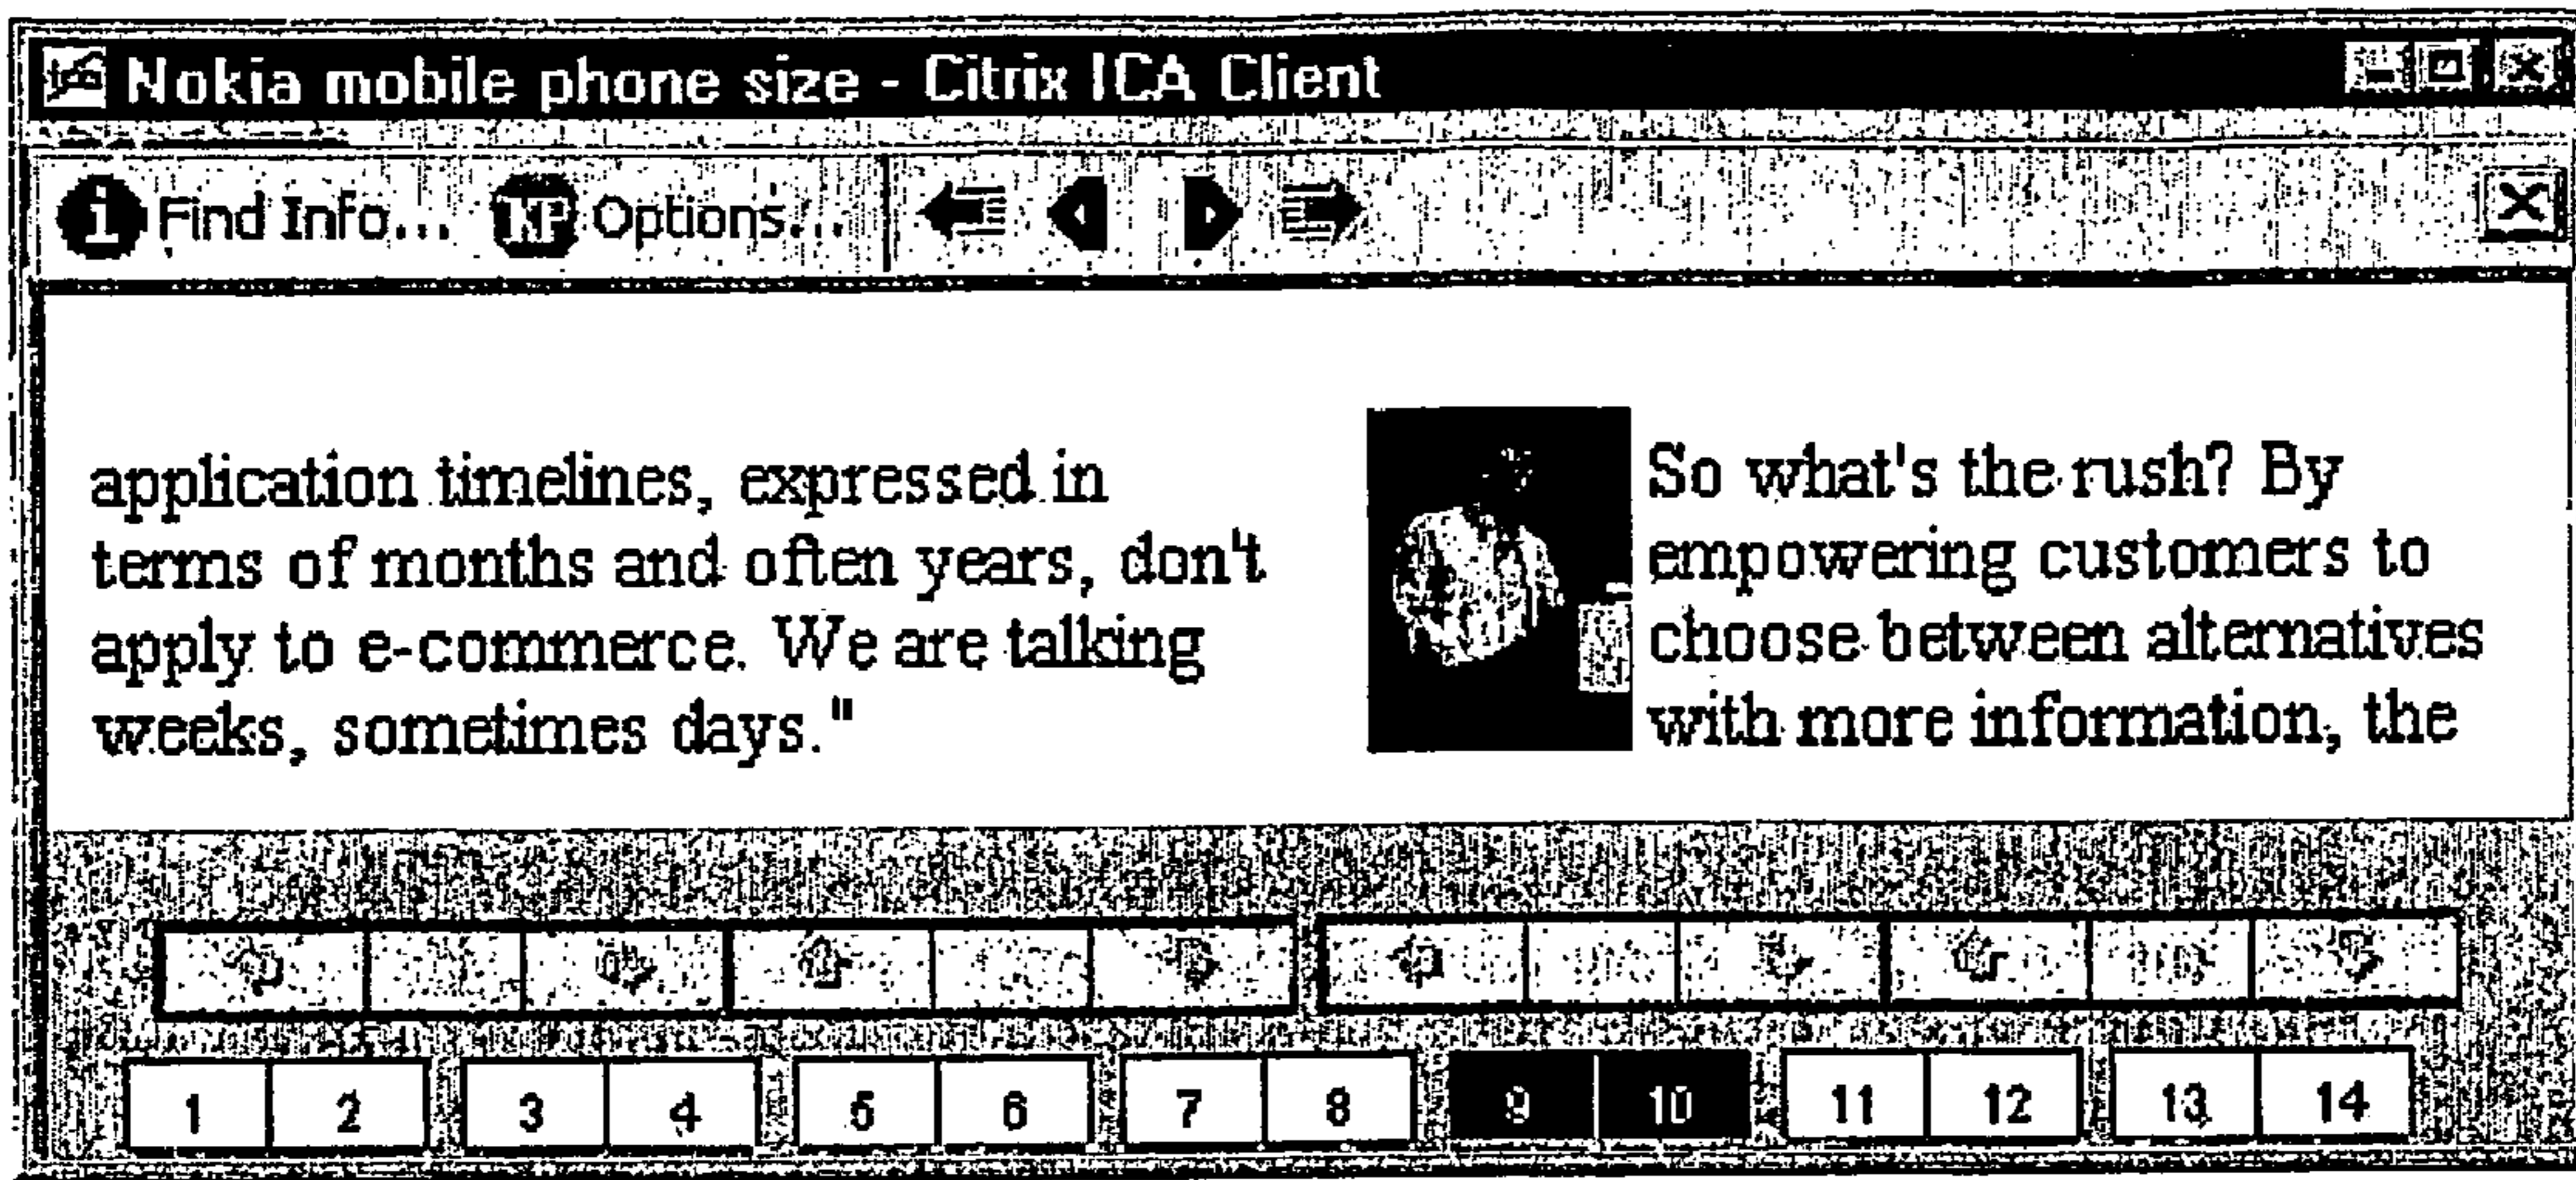 Nokia mobile phone size - Citrix ICA Client
Find Info... NP Options...
application timelines, expressed in
terms of months and often years, don't
apply to e-commerce. We are talking
weeks, sometimes days."
So what's the rush? By
empowering customers to
choose between alternatives
with more information, the
1 2 3 4 5 6 7 8 9 10 11 12 13 14